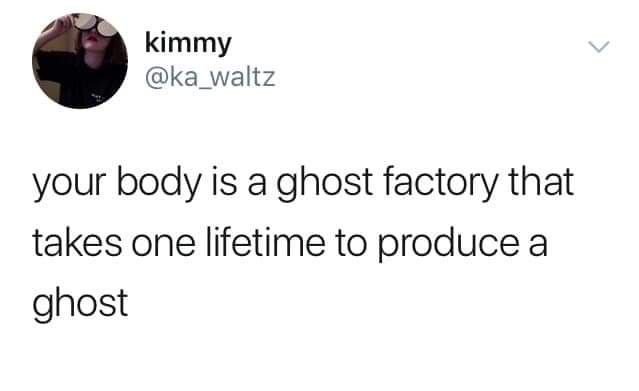 kimmy
@ka_waltz
your body is a ghost factory that
takes one lifetime to produce a
ghost